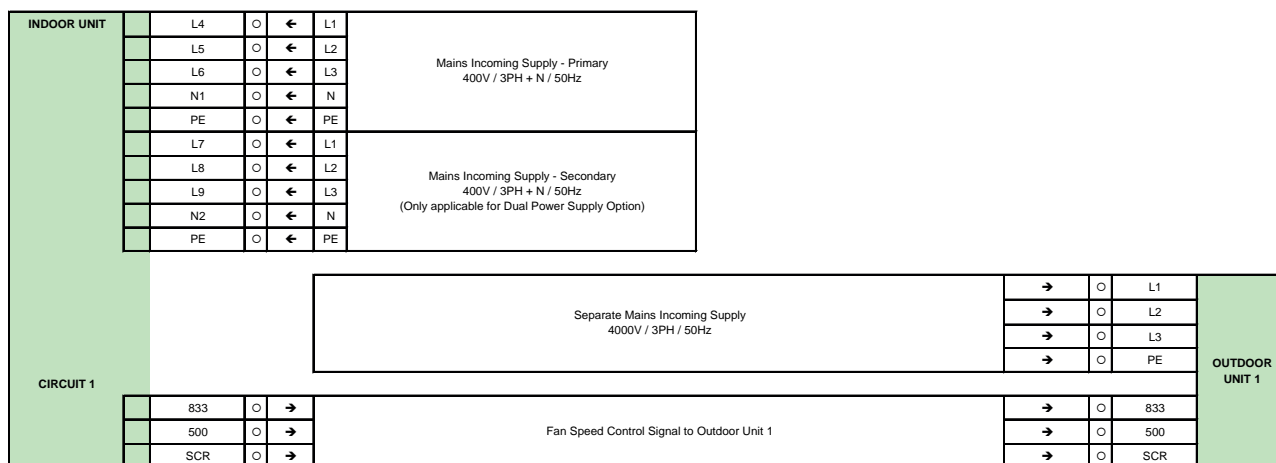 INDOOR UNIT L4 ○ ← L1
L5 ○ ← L2
L6 ○ ← L3
N1 ○ ← N
PE ○ ← PE
Mains Incoming Supply - Primary
400V / 3PH + N / 50Hz
L7 ○ ← L1
L8 ○ ← L2
L9 ○ ← L3
N2 ○ ← N
PE ○ ← PE
Mains Incoming Supply - Secondary
400V / 3PH + N / 50Hz
(Only applicable for Dual Power Supply Option)
Separate Mains Incoming Supply
4000V / 3PH / 50Hz
→ ○ L1
→ ○ L2
→ ○ L3
→ ○ PE
OUTDOOR
UNIT 1
CIRCUIT 1
833 ○ → → ○ 833
500 ○ → Fan Speed Control Signal to Outdoor Unit 1 → ○ 500
SCR ○ → → ○ SCR